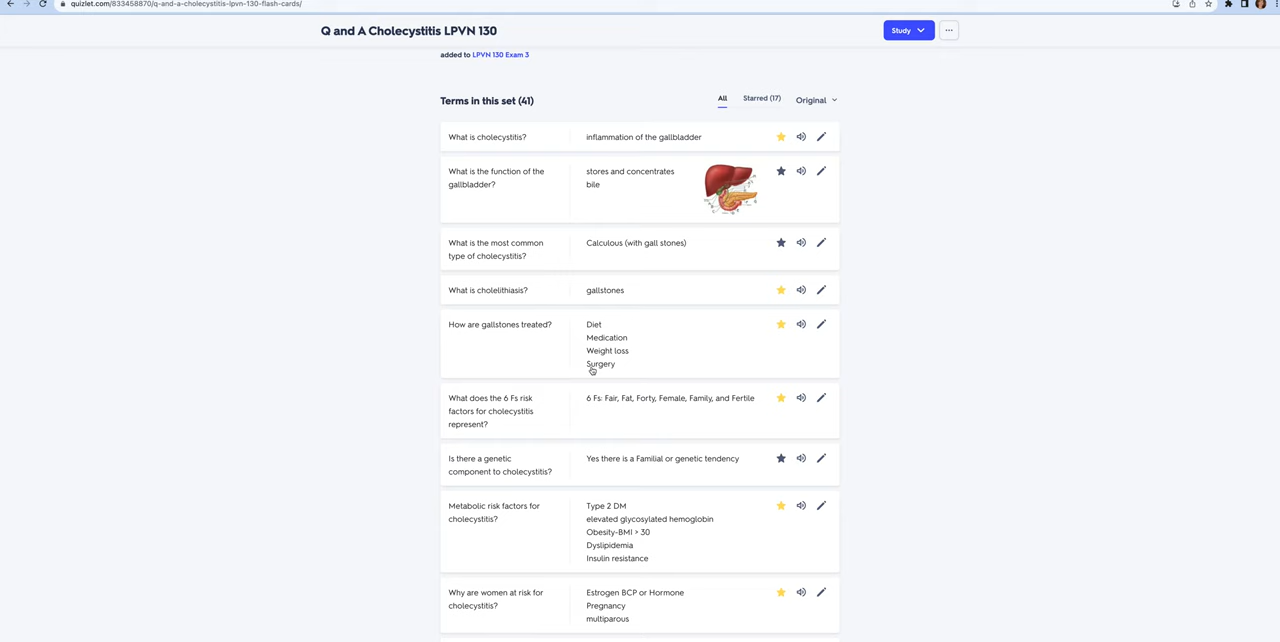 quizlet.com/833458870/q-and-a-cholecystitis-lpvn-130-flash-cards/
Q and A Cholecystitis LPVN 130
Study
added to LPVN 130 Exam 3
Terms in this set (41)
All
Starred (17)
Original
What is cholecystitis?
inflammation of the gallbladder
What is the function of the
gallbladder?
stores and concentrates
bile
What is the most common
type of cholecystitis?
Calculous (with gall stones)
What is cholelithiasis?
gallstones
How are gallstones treated?
Diet
Medication
Weight loss
Surgery
What does the 6 Fs risk
factors for cholecystitis
represent?
6 Fs: Fair, Fat, Forty, Female, Family, and Fertile
Is there a genetic
component to cholecystitis?
Yes there is a Familial or genetic tendency
Metabolic risk factors for
cholecystitis?
Type 2 DM
elevated glycosylated hemoglobin
Obesity-BMI > 30
Dyslipidemia
Insulin resistance
Why are women at risk for
cholecystitis?
Estrogen BCP or Hormone
Pregnancy
multiparous